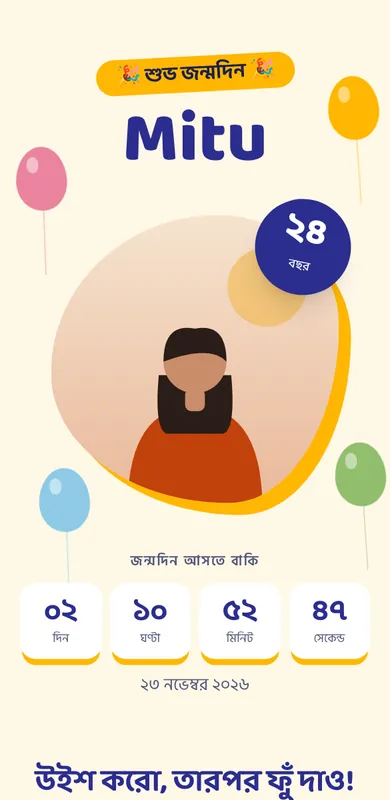 🎉 শুভ জন্মদিন 🎉
Mitu
২৪
বছর
জন্মদিন আসতে বাকি
০২ ১০ ৫২ ৪৭
দিন ঘণ্টা মিনিট সেকেন্ড
২৩ নভেম্বর ২০২৬
উইশ করো, তারপর ফুঁ দাও!